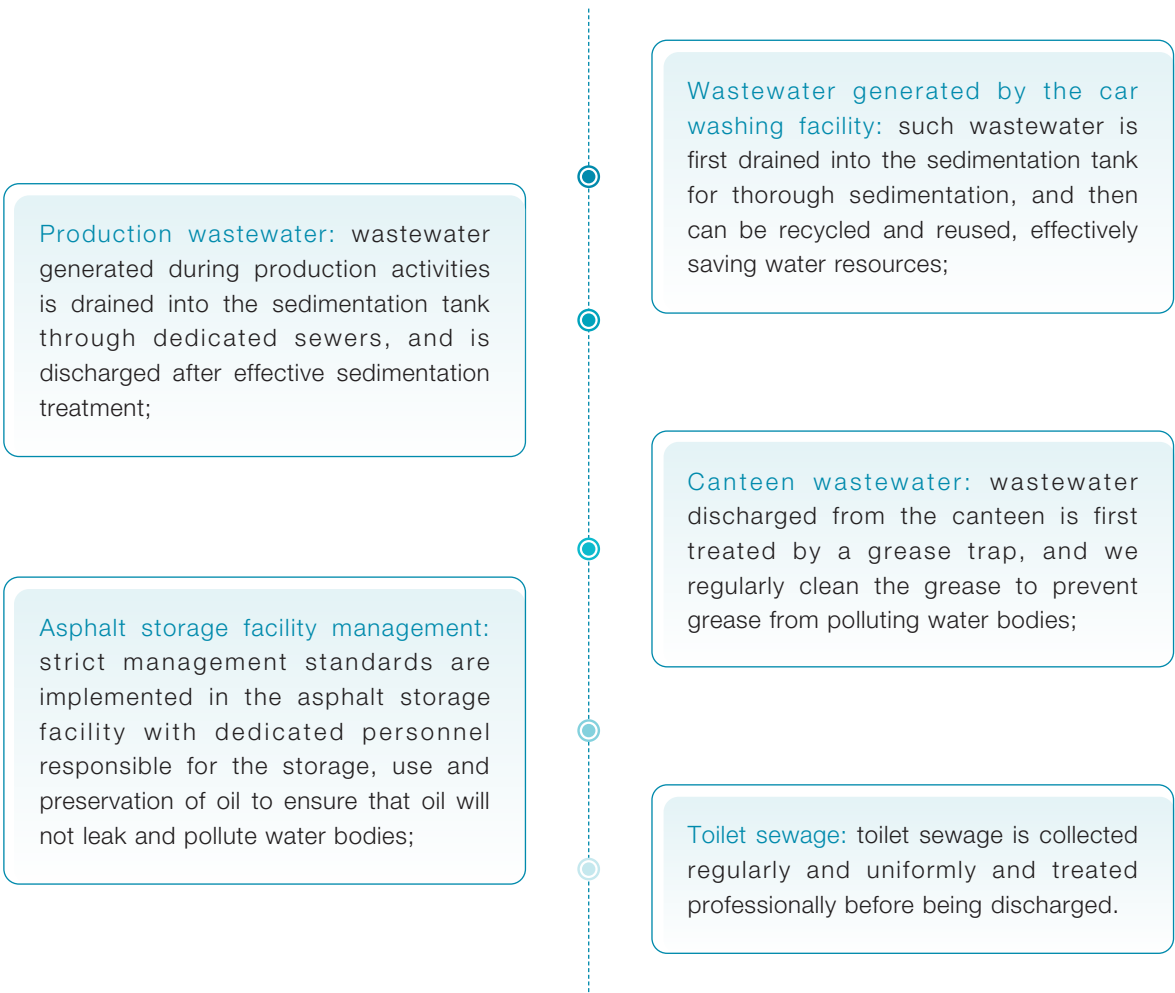 Wastewater generated by the car
washing facility: such wastewater is
first drained into the sedimentation tank
for thorough sedimentation, and then
can be recycled and reused, effectively
saving water resources;
Production wastewater: wastewater
generated during production activities
is drained into the sedimentation tank
through dedicated sewers, and is
discharged after effective sedimentation
treatment;
Canteen wastewater: wastewater
discharged from the canteen is first
treated by a grease trap, and we
regularly clean the grease to prevent
grease from polluting water bodies;
Asphalt storage facility management:
strict management standards are
implemented in the asphalt storage
facility with dedicated personnel
responsible for the storage, use and
preservation of oil to ensure that oil will
not leak and pollute water bodies;
Toilet sewage: toilet sewage is collected
regularly and uniformly and treated
professionally before being discharged.